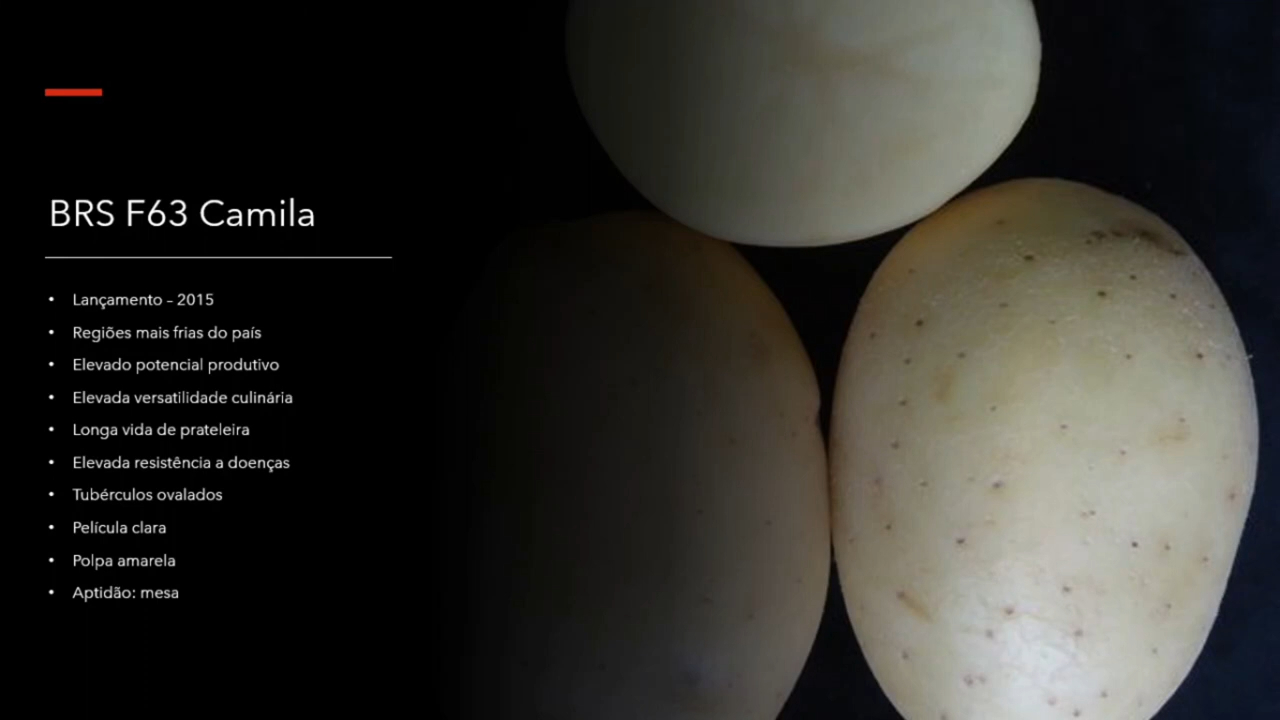 BRS F63 Camila
• Lançamento – 2015
• Regiões mais frias do país
• Elevado potencial produtivo
• Elevada versatilidade culinária
• Longa vida de prateleira
• Elevada resistência a doenças
• Tubérculos ovalados
• Película clara
• Polpa amarela
• Aptidão: mesa